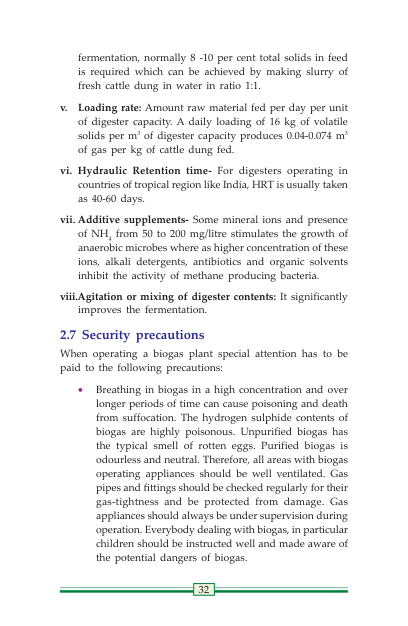 fermentation, normally 8 -10 per cent total solids in feed
is required which can be achieved by making slurry of
fresh cattle dung in water in ratio 1:1.
v. Loading rate: Amount raw material fed per day per unit
of digester capacity. A daily loading of 16 kg of volatile
solids per m³ of digester capacity produces 0.04-0.074 m³
of gas per kg of cattle dung fed.
vi. Hydraulic Retention time- For digesters operating in
countries of tropical region like India, HRT is usually taken
as 40-60 days.
vii. Additive supplements- Some mineral ions and presence
of NH₄ from 50 to 200 mg/litre stimulates the growth of
anaerobic microbes where as higher concentration of these
ions, alkali detergents, antibiotics and organic solvents
inhibit the activity of methane producing bacteria.
viii.Agitation or mixing of digester contents: It significantly
improves the fermentation.
2.7 Security precautions
When operating a biogas plant special attention has to be
paid to the following precautions:
• Breathing in biogas in a high concentration and over
longer periods of time can cause poisoning and death
from suffocation. The hydrogen sulphide contents of
biogas are highly poisonous. Unpurified biogas has
the typical smell of rotten eggs. Purified biogas is
odourless and neutral. Therefore, all areas with biogas
operating appliances should be well ventilated. Gas
pipes and fittings should be checked regularly for their
gas-tightness and be protected from damage. Gas
appliances should always be under supervision during
operation. Everybody dealing with biogas, in particular
children should be instructed well and made aware of
the potential dangers of biogas.
32